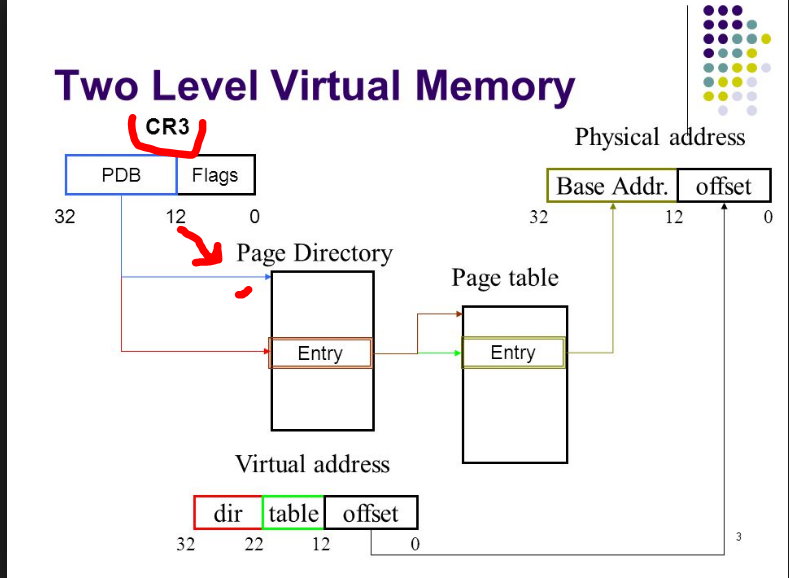 Two Level Virtual Memory
CR3
PDB Flags
32 12 0
Physical address
Base Addr. offset
32 12 0
Page Directory
Entry
Page table
Entry
Virtual address
dir table offset
32 22 12 0
3